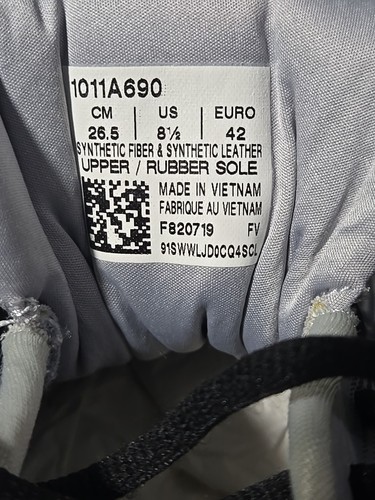 1011A690
CM | US | EURO
26.5 | 8½ | 42
SYNTHETIC FIBER & SYNTHETIC LEATHER
UPPER / RUBBER SOLE
MADE IN VIETNAM
FABRIQUE AU VIETNAM
F820719 FV
91SWWLJD0CQ4SCL